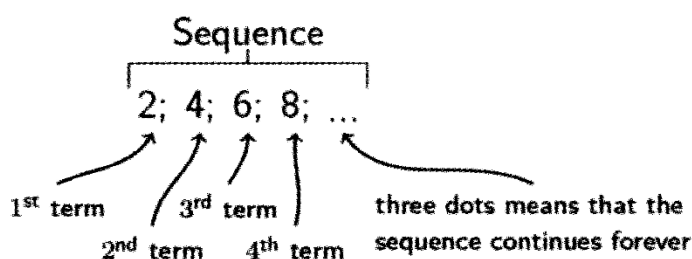 Sequence
2; 4; 6; 8; ...
1st term
3rd term
three dots means that the
2nd term
4th term
sequence continues forever